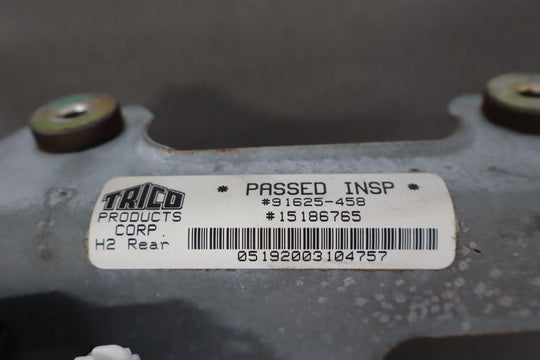 TRICO
PRODUCTS
CORP.
H2 Rear
* PASSED INSP *
#91625-458
#15186765
05192003104757